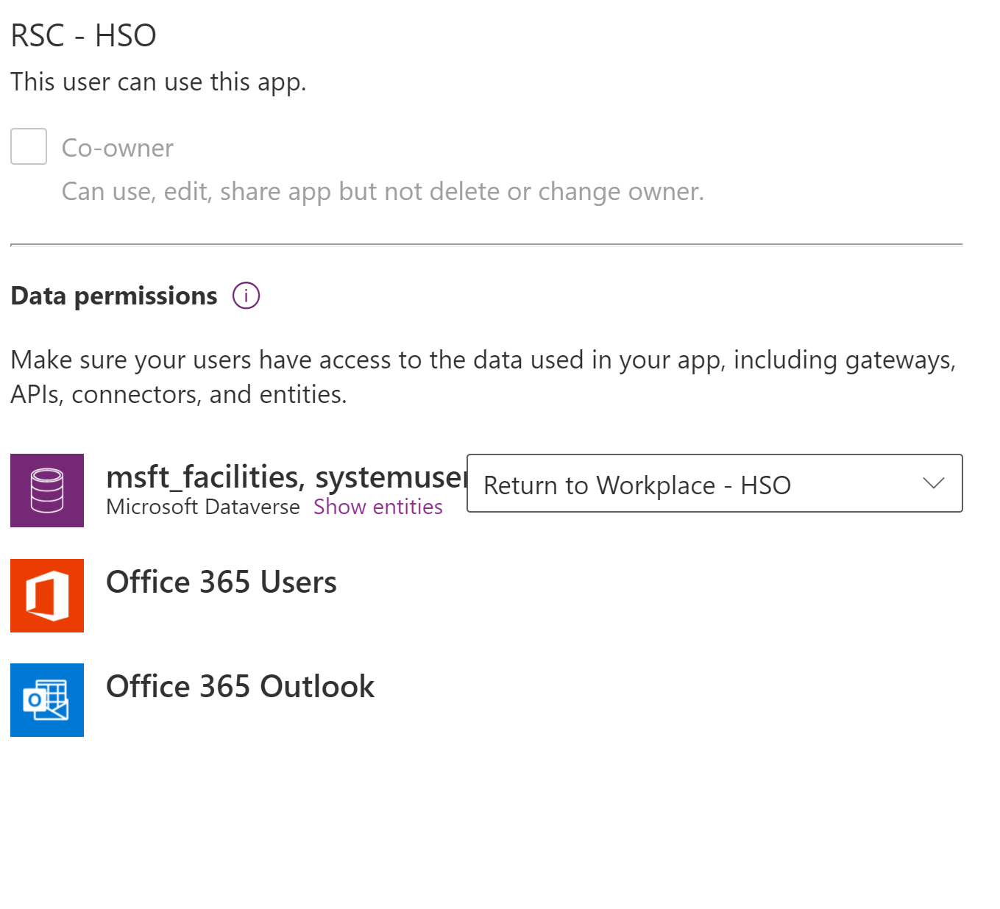 RSC - HSO
This user can use this app.
Co-owner
Can use, edit, share app but not delete or change owner.
Data permissions
Make sure your users have access to the data used in your app, including gateways,
APIs, connectors, and entities.
msft_facilities, systemuser
Microsoft Dataverse Show entities
Return to Workplace - HSO
Office 365 Users
Office 365 Outlook